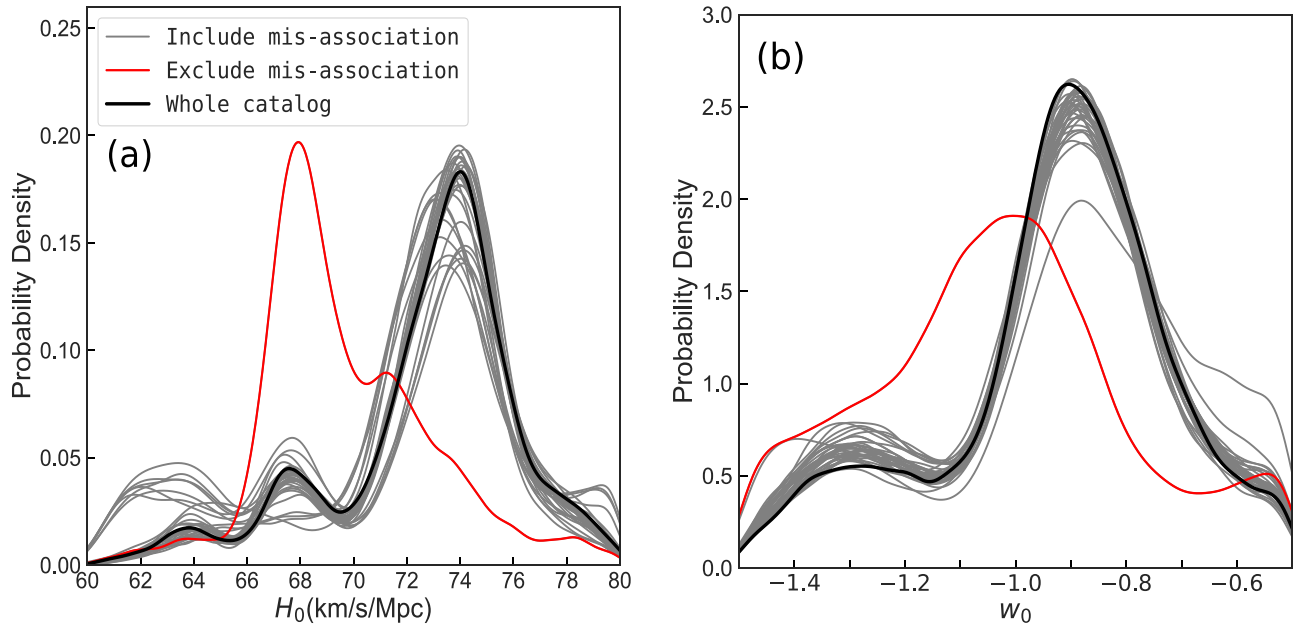 0.25
0.20
0.15
0.10
0.05
0.00
Probability Density
Include mis-association
Exclude mis-association
Whole catalog
(a)
60 62 64 66 68 70 72 74 76 78 80
H₀(km/s/Mpc)
3.0
2.5
2.0
1.5
1.0
0.5
0.0
Probability Density
(b)
−1.4 −1.2 −1.0 −0.8 −0.6
w₀